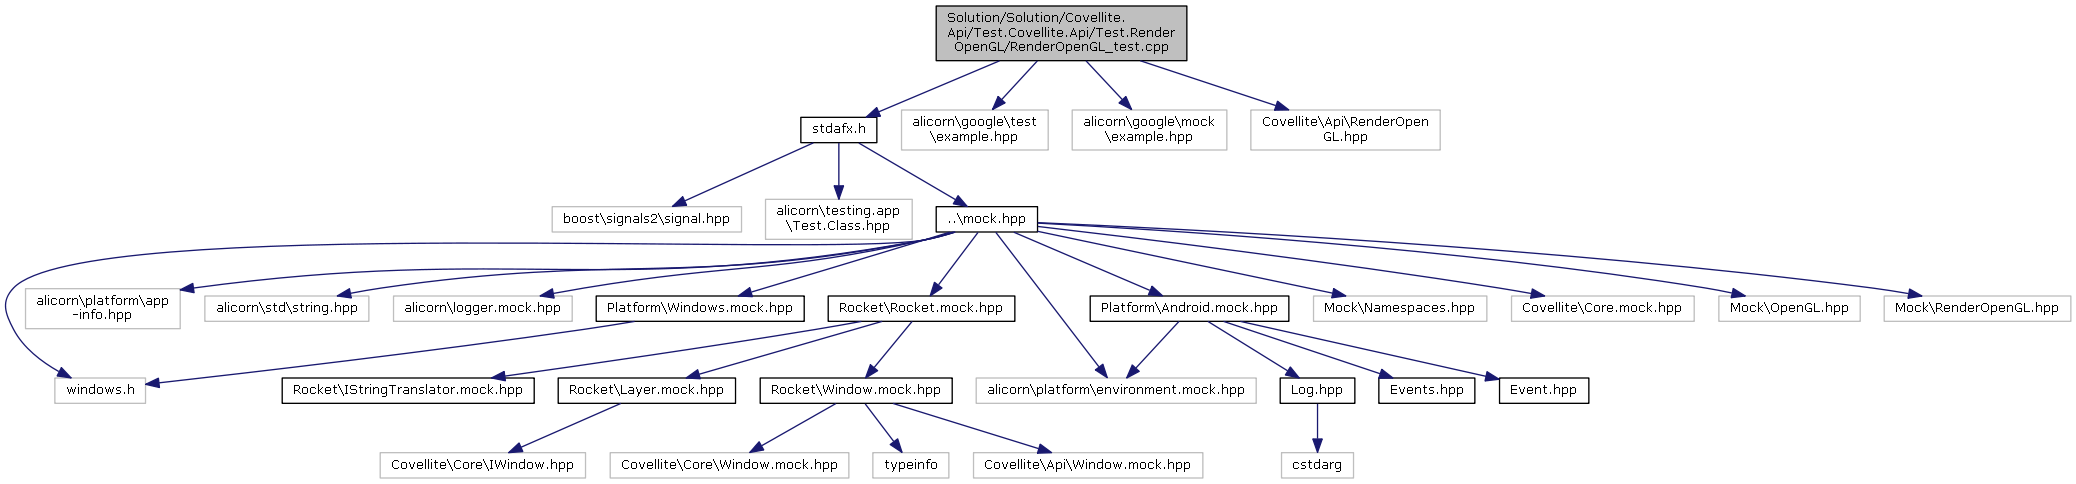 Solution/Solution/Covellite.
Api/Test.Covellite.Api/Test.Render
OpenGL/RenderOpenGL_test.cpp
stdafx.h
alicorn\google\test
\example.hpp
alicorn\google\mock
\example.hpp
Covellite\Api\RenderOpen
GL.hpp
boost\signals2\signal.hpp
alicorn\testing.app
\Test.Class.hpp
..\mock.hpp
alicorn\platform\app
-info.hpp
alicorn\std\string.hpp
alicorn\logger.mock.hpp
Platform\Windows.mock.hpp
Rocket\Rocket.mock.hpp
Platform\Android.mock.hpp
Mock\Namespaces.hpp
Covellite\Core.mock.hpp
Mock\OpenGL.hpp
Mock\RenderOpenGL.hpp
windows.h
Rocket\IStringTranslator.mock.hpp
Rocket\Layer.mock.hpp
Rocket\Window.mock.hpp
alicorn\platform\environment.mock.hpp
Log.hpp
Events.hpp
Event.hpp
Covellite\Core\IWindow.hpp
Covellite\Core\Window.mock.hpp
typeinfo
Covellite\Api\Window.mock.hpp
cstdarg